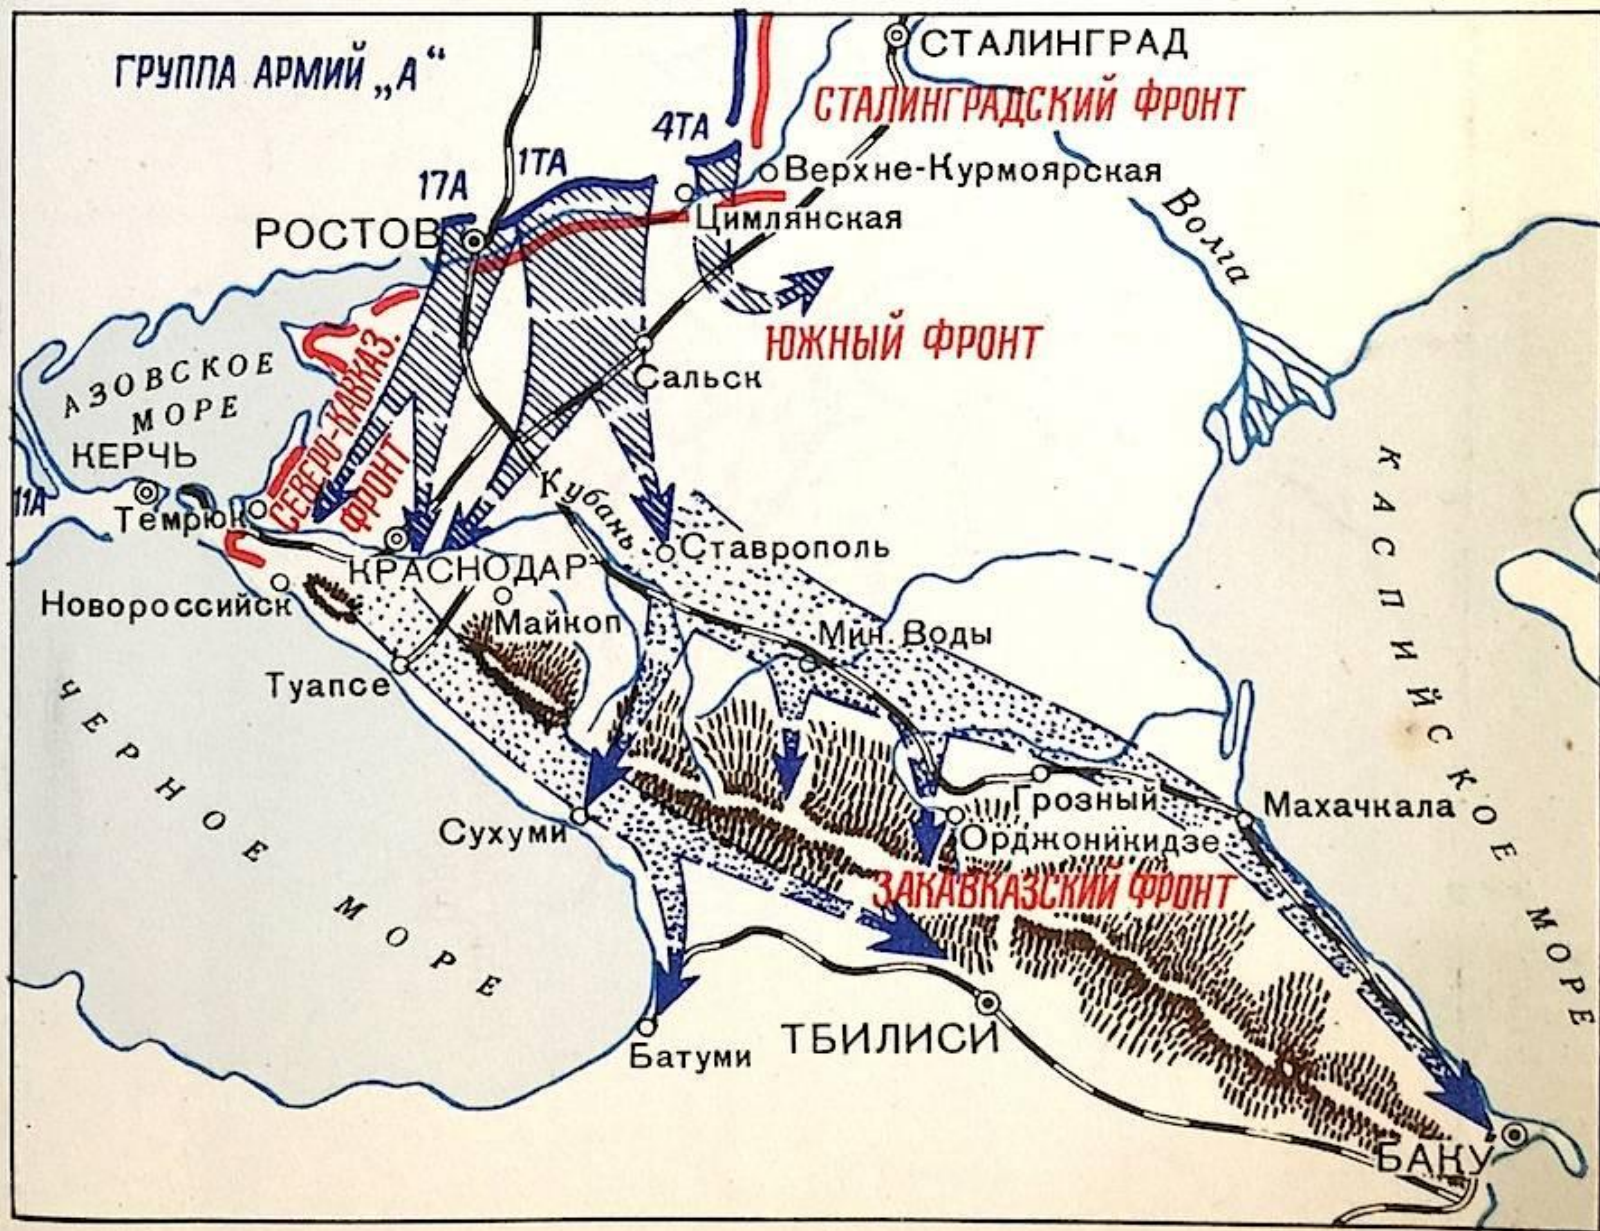 ГРУППА АРМИЙ „А“
СТАЛИНГРАД
СТАЛИНГРАДСКИЙ ФРОНТ
4ТА
1ТА
17А
Верхне-Курмоярская
Цимлянская
РОСТОВ
Волга
ЮЖНЫЙ ФРОНТ
Сальск
АЗОВСКОЕ
МОРЕ
СЕВЕРО-КАВКАЗ.
ФРОНТ
КЕРЧЬ
11А
Темрюк
Кубань
Ставрополь
КРАСНОДАР
Новороссийск
Майкоп
Мин. Воды
Туапсе
КАСПИЙСКОЕ МОРЕ
ЧЕРНОЕ МОРЕ
Грозный
Махачкала
Сухуми
Орджоникидзе
ЗАКАВКАЗСКИЙ ФРОНТ
ТБИЛИСИ
Батуми
БАКУ